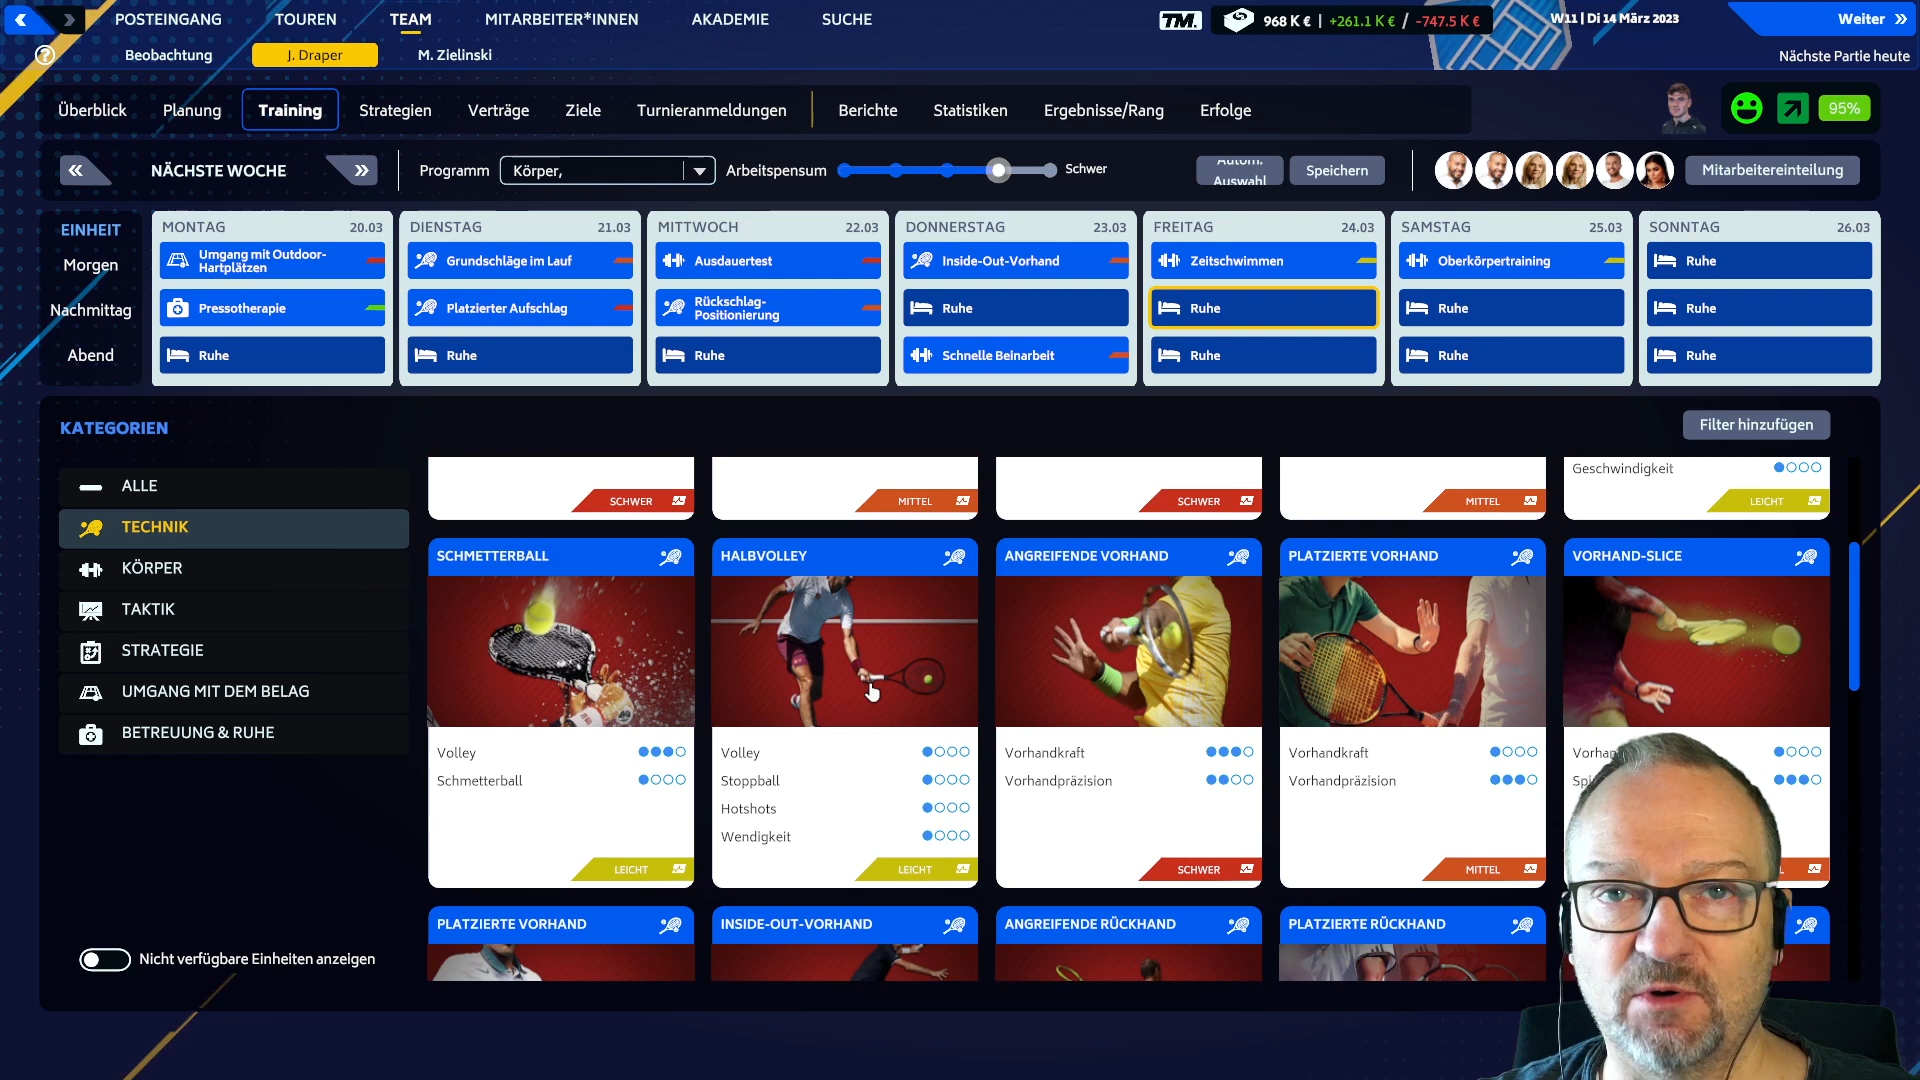 POSTEINGANG TOUREN TEAM MITARBEITER*INNEN AKADEMIE SUCHE
TM. 968 K € | +261.1 K € / -747.5 K € W11 | Di 14 März 2023 Weiter
Beobachtung J. Draper M. Zielinski Nächste Partie heute
Überblick Planung Training Strategien Verträge Ziele Turnieranmeldungen Berichte Statistiken Ergebnisse/Rang Erfolge 95%
NÄCHSTE WOCHE Programm Körper, Arbeitspensum Schwer Autom. Auswahl Speichern Mitarbeitereinteilung
EINHEIT
Morgen
Nachmittag
Abend
MONTAG 20.03
Umgang mit Outdoor-
Hartplätzen
Pressotherapie
Ruhe
DIENSTAG 21.03
Grundschläge im Lauf
Platzierter Aufschlag
Ruhe
MITTWOCH 22.03
Ausdauertest
Rückschlag-
Positionierung
Ruhe
DONNERSTAG 23.03
Inside-Out-Vorhand
Ruhe
Schnelle Beinarbeit
FREITAG 24.03
Zeitschwimmen
Ruhe
Ruhe
SAMSTAG 25.03
Oberkörpertraining
Ruhe
Ruhe
SONNTAG 26.03
Ruhe
Ruhe
Ruhe
KATEGORIEN
Filter hinzufügen
ALLE
TECHNIK
KÖRPER
TAKTIK
STRATEGIE
UMGANG MIT DEM BELAG
BETREUUNG & RUHE
Nicht verfügbare Einheiten anzeigen
Geschwindigkeit
SCHWER MITTEL SCHWER MITTEL LEICHT
SCHMETTERBALL
Volley
Schmetterball
LEICHT
HALBVOLLEY
Volley
Stoppball
Hotshots
Wendigkeit
LEICHT
ANGREIFENDE VORHAND
Vorhandkraft
Vorhandpräzision
SCHWER
PLATZIERTE VORHAND
Vorhandkraft
Vorhandpräzision
MITTEL
VORHAND-SLICE
PLATZIERTE VORHAND
INSIDE-OUT-VORHAND
ANGREIFENDE RÜCKHAND
PLATZIERTE RÜCKHAND